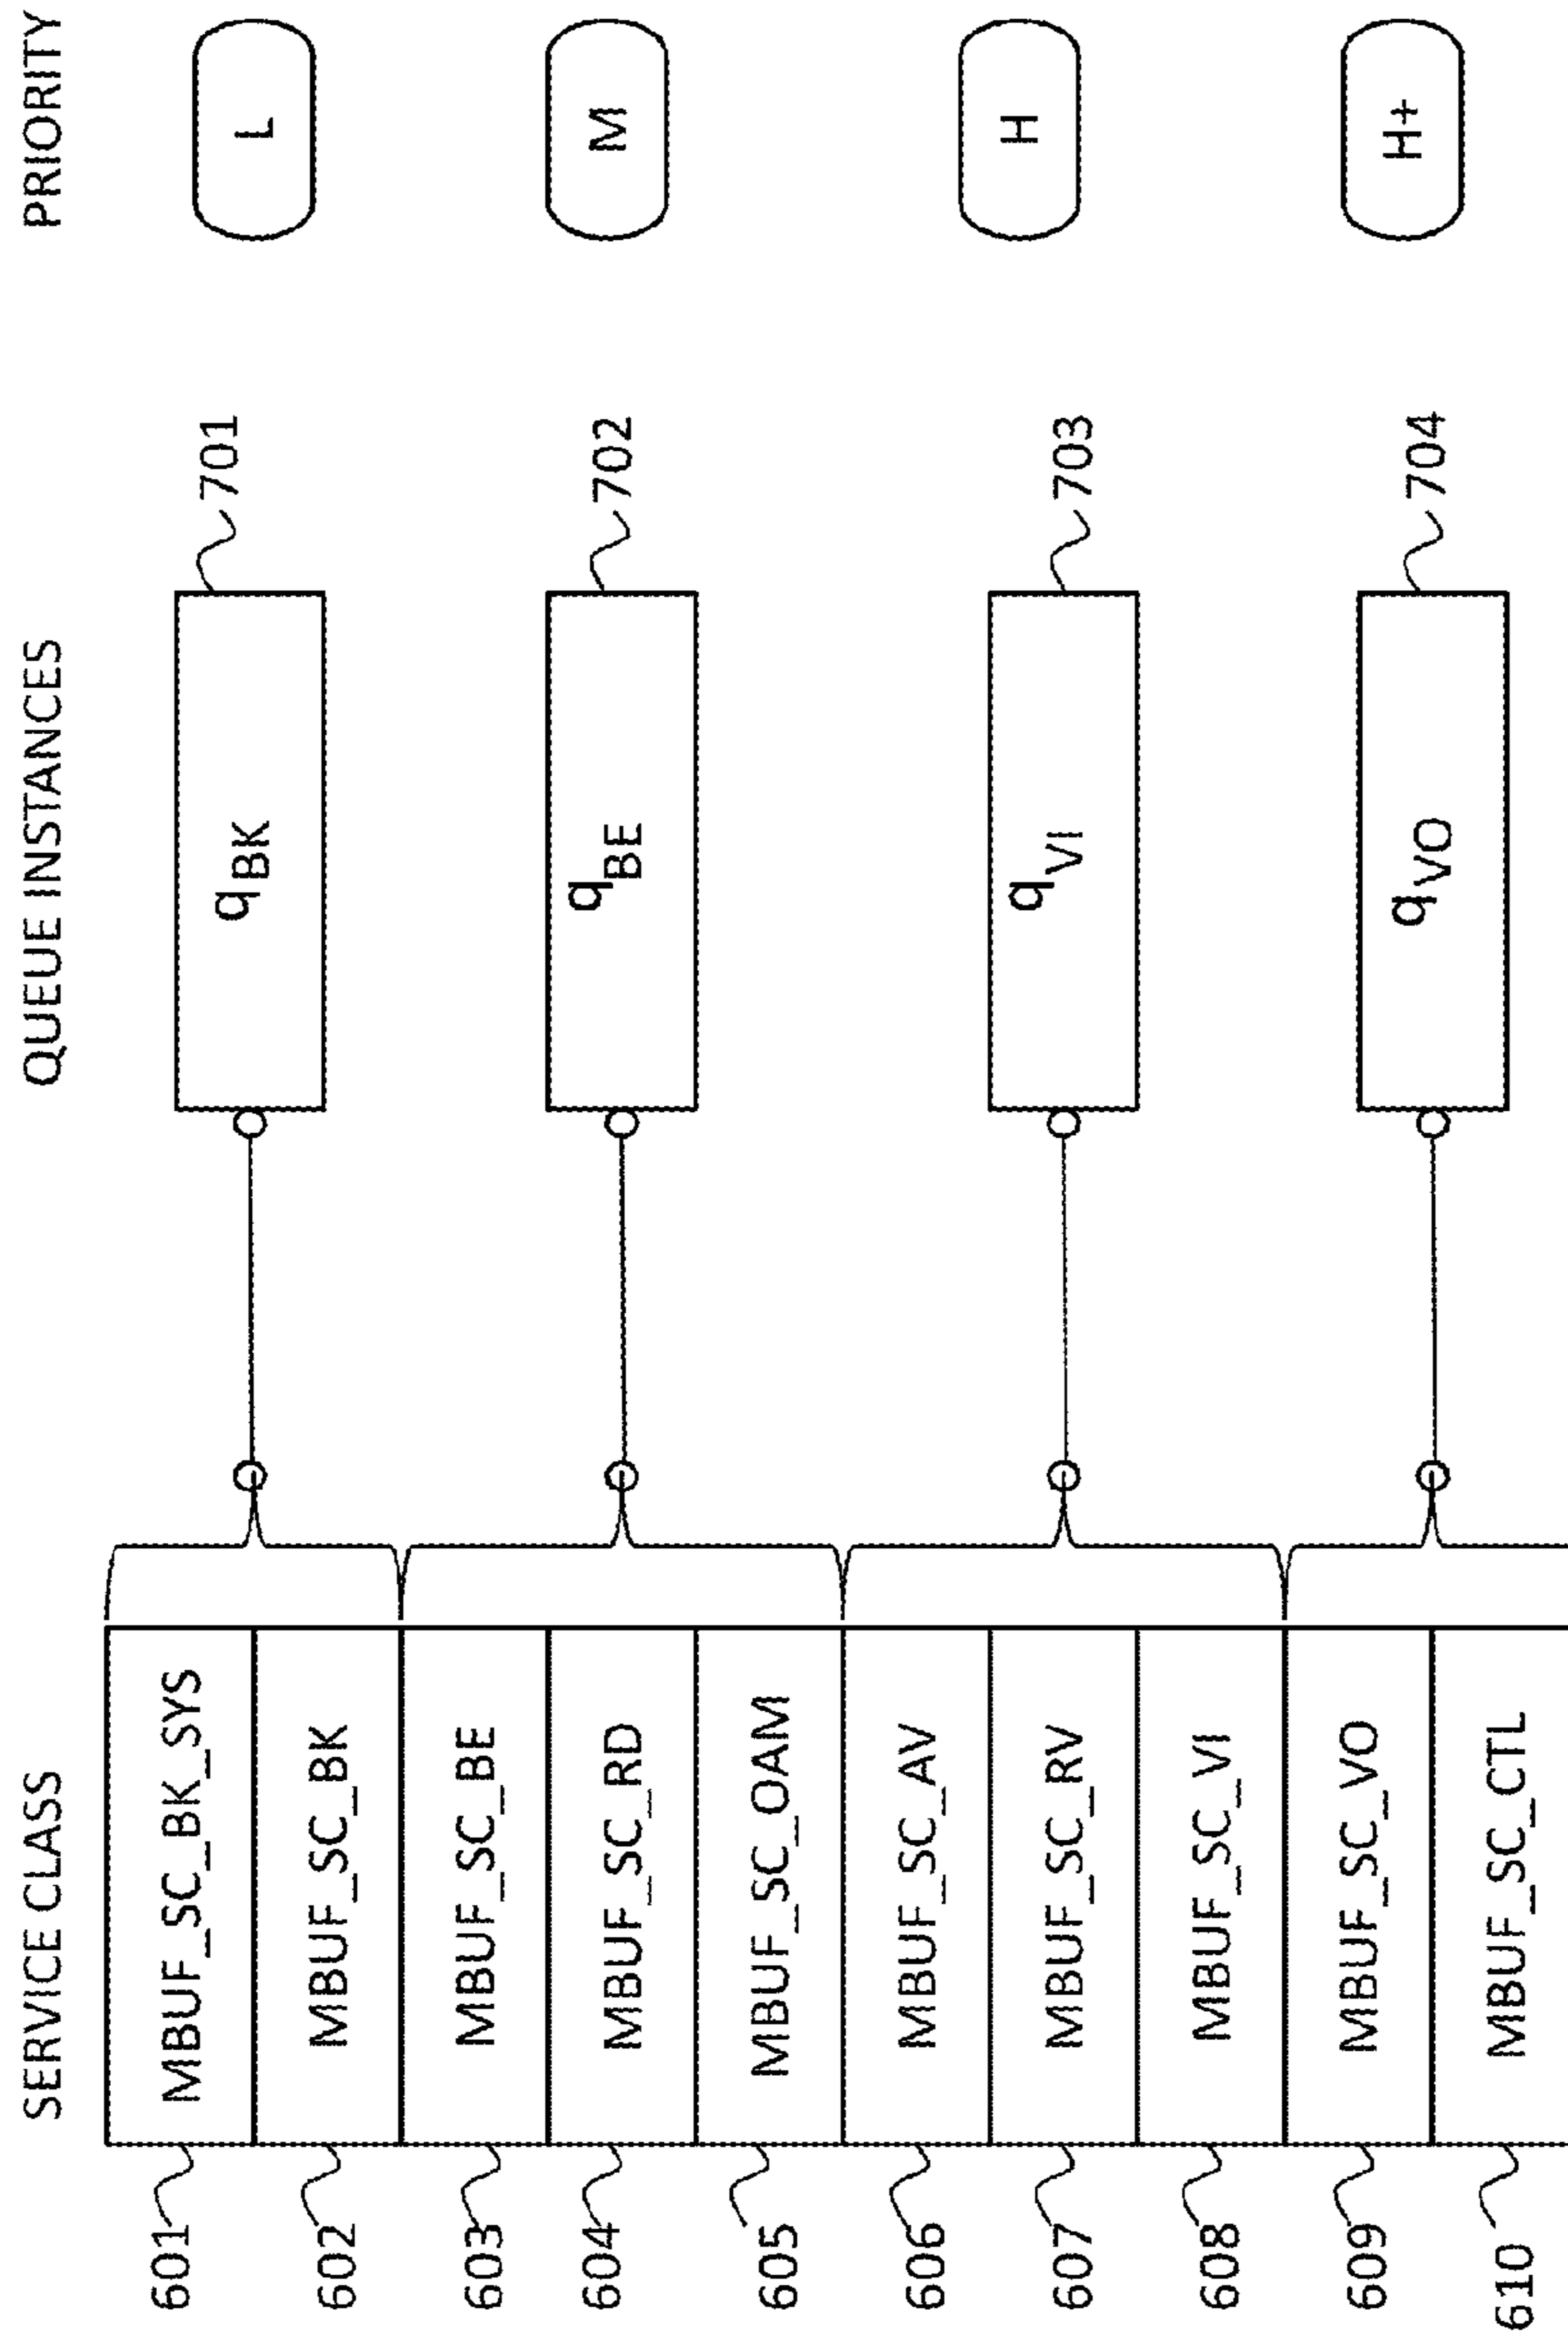 SERVICE CLASS QUEUE INSTANCES PRIORITY
601 MBUF_SC_BK_SYS
602 MBUF_SC_BK
qBK 701 L
603 MBUF_SC_BE
604 MBUF_SC_RD
605 MBUF_SC_OAM
qBE 702 M
606 MBUF_SC_AV
607 MBUF_SC_RV
608 MBUF_SC_VI
qVI 703 H
609 MBUF_SC_VO
610 MBUF_SC_CTL
qVO 704 H+